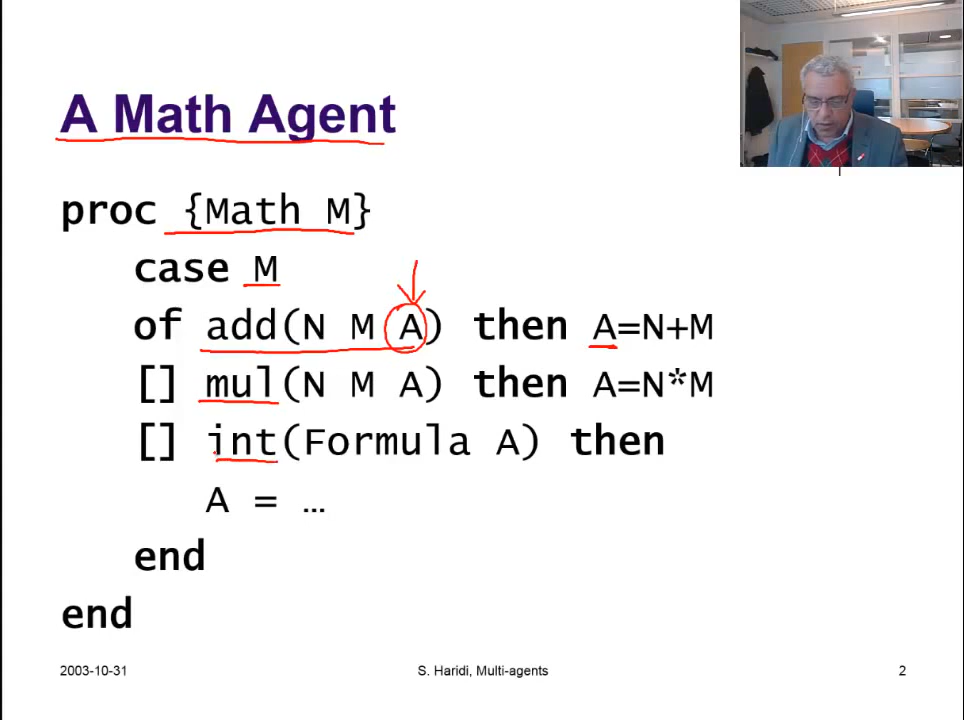 A Math Agent
proc {Math M}
case M
of add(N M A) then A=N+M
[] mul(N M A) then A=N*M
[] int(Formula A) then
A = …
end
end
2003-10-31
S. Haridi, Multi-agents
2